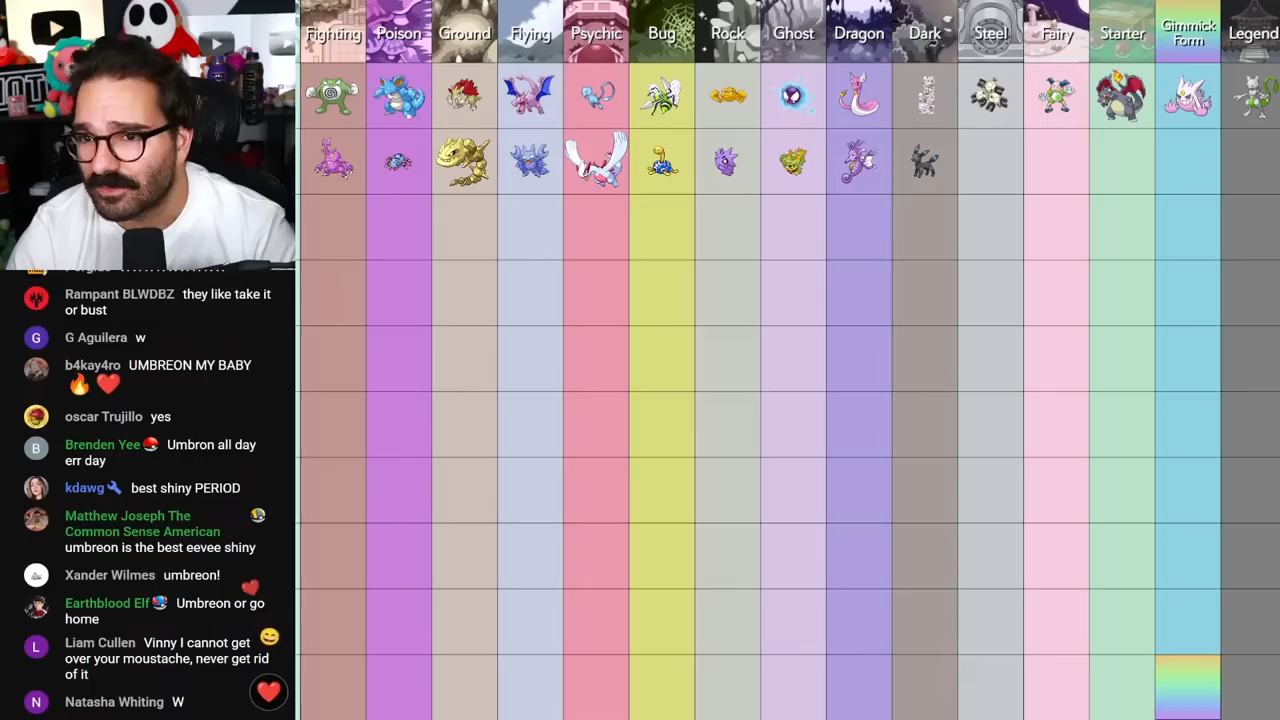 Fighting Poison Ground Flying Psychic Bug Rock Ghost Dragon Dark Steel Fairy Starter Gimmick Form Legend
Rampant BLWDBZ they like take it
or bust
G Aguilera w
b4kay4ro UMBREON MY BABY
🔥 ❤️
oscar Trujillo yes
Brenden Yee Umbron all day
err day
kdawg best shiny PERIOD
Matthew Joseph The
Common Sense American
umbreon is the best eevee shiny
Xander Wilmes umbreon!
Earthblood Elf Umbreon or go
home
Liam Cullen Vinny I cannot get
over your moustache, never get rid
of it
Natasha Whiting W